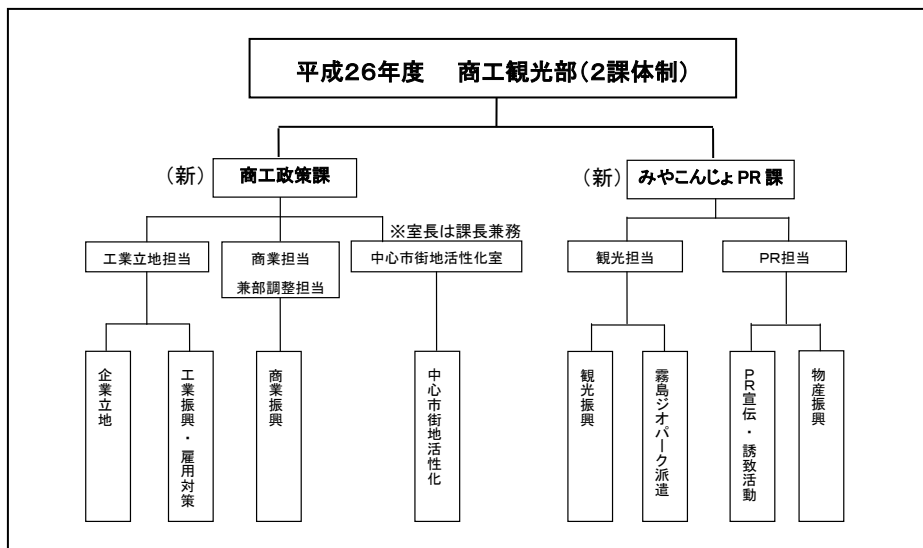 平成26年度 商工観光部(2課体制)
(新) 商工政策課
(新) みやこんじょPR課
※室長は課長兼務
工業立地担当
商業担当
兼部調整担当
中心市街地活性化室
観光担当
PR担当
企業立地
工業振興・雇用対策
商業振興
中心市街地活性化
観光振興
霧島ジオパーク派遣
PR宣伝・誘致活動
物産振興